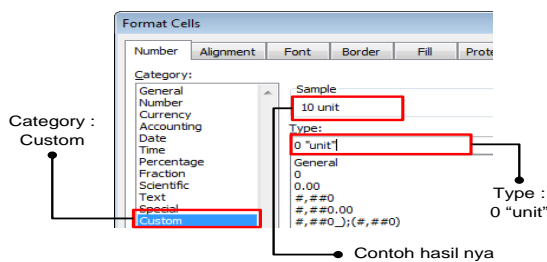 Format Cells
Number Alignment Font Border Fill Prote
Category:
General
Number
Currency
Accounting
Date
Time
Percentage
Fraction
Scientific
Text
Special
Custom
Sample
10 unit
Type:
0 "unit"
General
0
0.00
#,##0
#,##0.00
#,##0_);(#,##0)
Category :
Custom
Type :
0 “unit”
Contoh hasil nya